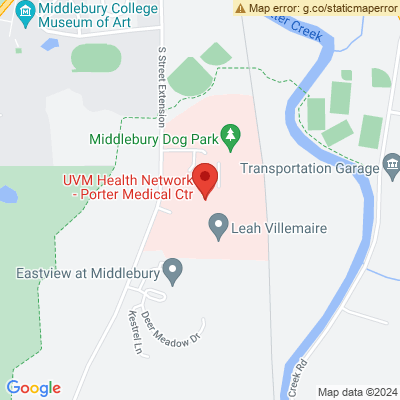 Map error: g.co/staticmaperror
Middlebury College
Museum of Art
S Street Extension
tter Creek
Middlebury Dog Park
UVM Health Network
- Porter Medical Ctr
Transportation Garage
Leah Villemaire
Eastview at Middlebury
Kestrel Ln
Deer Meadow Dr
Creek Rd
Google
Map data ©2024